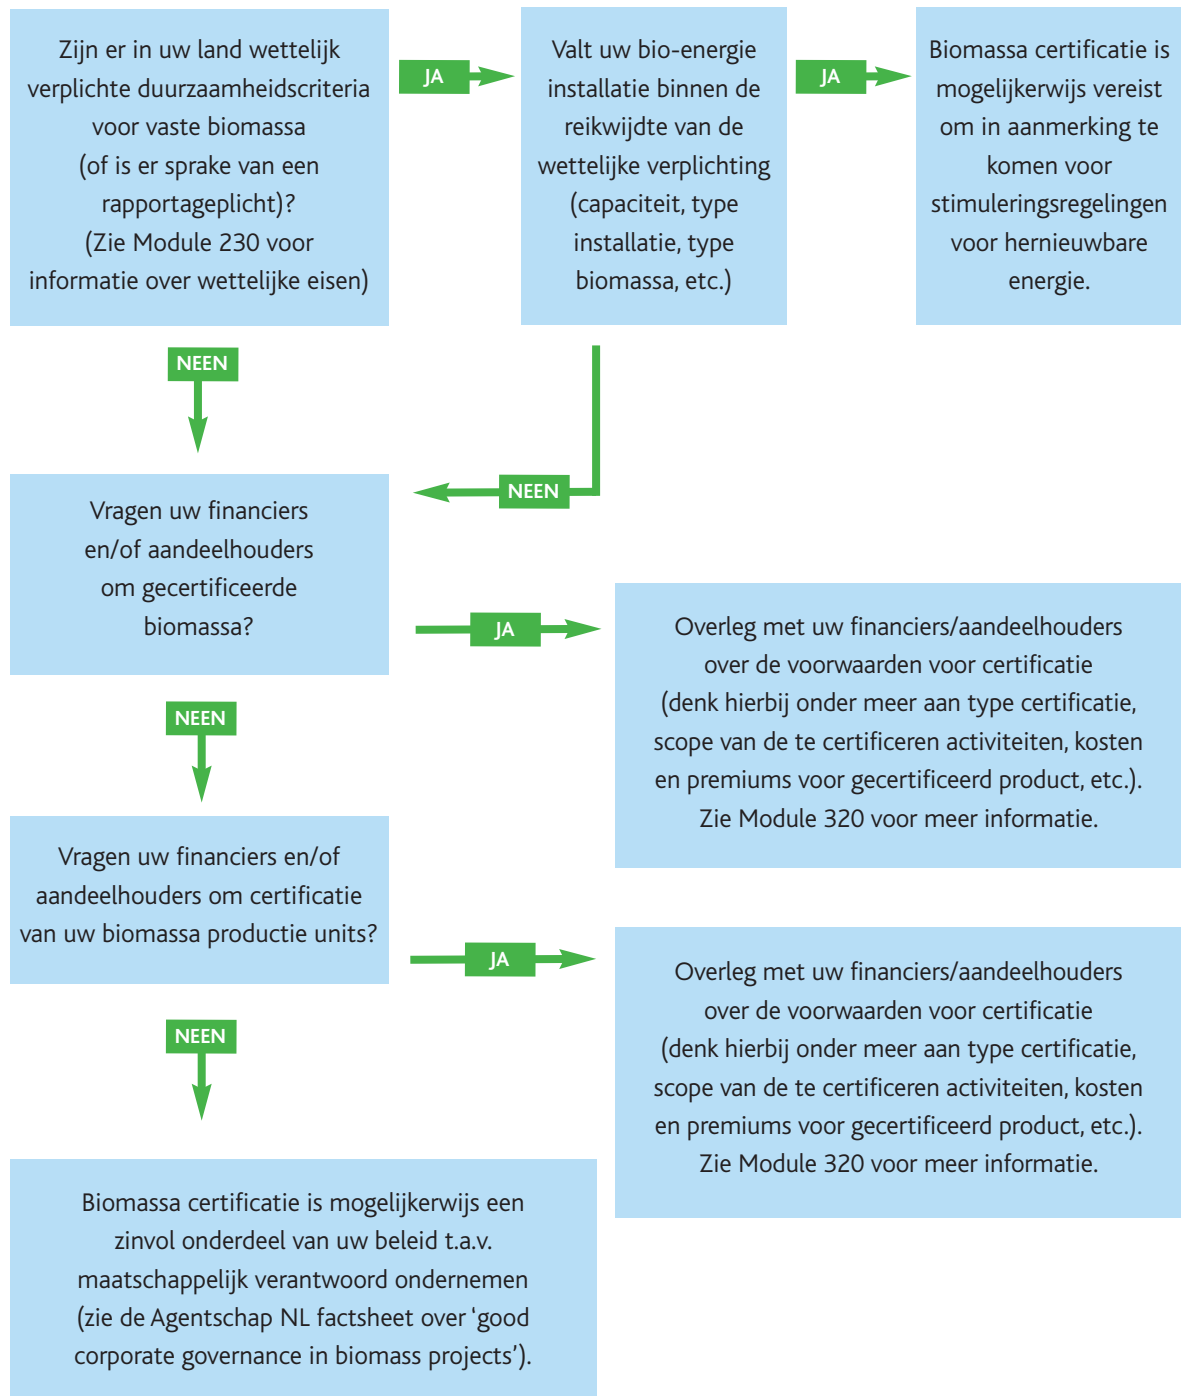 Zijn er in uw land wettelijk
verplichte duurzaamheidscriteria
voor vaste biomassa
(of is er sprake van een
rapportageplicht)?
(Zie Module 230 voor
informatie over wettelijke eisen)
JA
Valt uw bio-energie
installatie binnen de
reikwijdte van de
wettelijke verplichting
(capaciteit, type
installatie, type
biomassa, etc.)
JA
Biomassa certificatie is
mogelijkerwijs vereist
om in aanmerking te
komen voor
stimuleringsregelingen
voor hernieuwbare
energie.
NEEN
NEEN
Vragen uw financiers
en/of aandeelhouders
om gecertificeerde
biomassa?
JA
Overleg met uw financiers/aandeelhouders
over de voorwaarden voor certificatie
(denk hierbij onder meer aan type certificatie,
scope van de te certificeren activiteiten, kosten
en premiums voor gecertificeerd product, etc.).
Zie Module 320 voor meer informatie.
NEEN
Vragen uw financiers en/of
aandeelhouders om certificatie
van uw biomassa productie units?
JA
Overleg met uw financiers/aandeelhouders
over de voorwaarden voor certificatie
(denk hierbij onder meer aan type certificatie,
scope van de te certificeren activiteiten, kosten
en premiums voor gecertificeerd product, etc.).
Zie Module 320 voor meer informatie.
NEEN
Biomassa certificatie is mogelijkerwijs een
zinvol onderdeel van uw beleid t.a.v.
maatschappelijk verantwoord ondernemen
(zie de Agentschap NL factsheet over ‘good
corporate governance in biomass projects’).